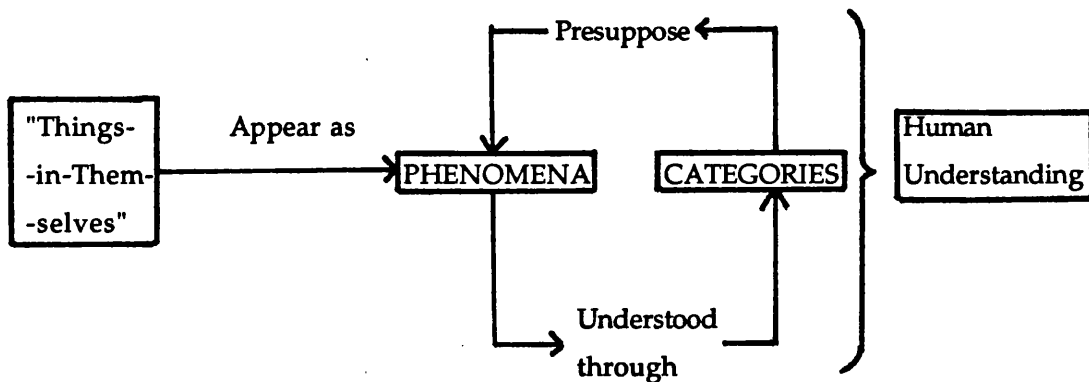 Presuppose
"Things-
-in-Them-
-selves"
Appear as
PHENOMENA
CATEGORIES
Human
Understanding
Understood
through